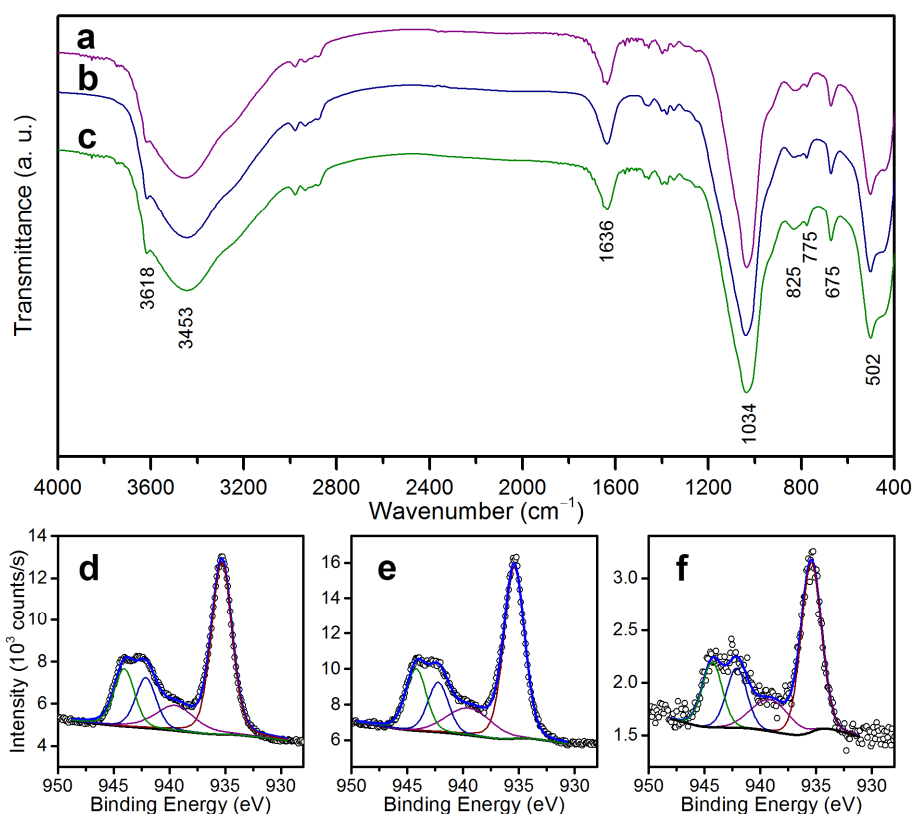 a
b
c
Transmittance (a. u.)
3618
3453
1636
1034
825
775
675
502
4000 3600 3200 2800 2400 2000 1600 1200 800 400
Wavenumber (cm⁻¹)
d
Intensity (10³ counts/s)
14
12
10
8
6
4
950 945 940 935 930
Binding Energy (eV)
e
16
14
12
10
8
6
950 945 940 935 930
Binding Energy (eV)
f
3.0
2.5
2.0
1.5
950 945 940 935 930
Binding Energy (eV)